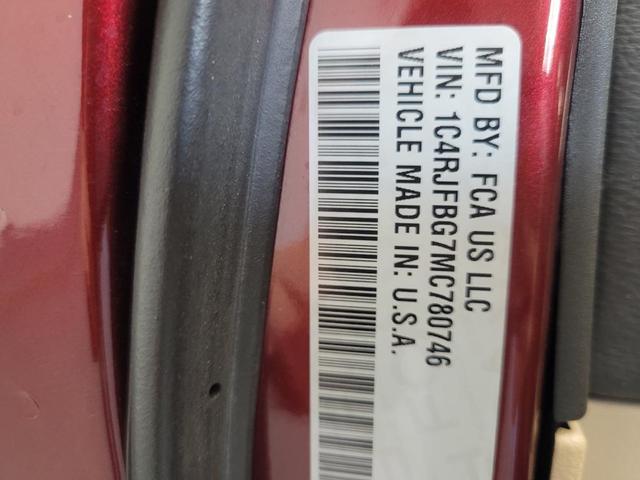 MFD BY: FCA US LLC
VIN: 1C4RJFBG7MC780746
VEHICLE MADE IN: U.S.A.